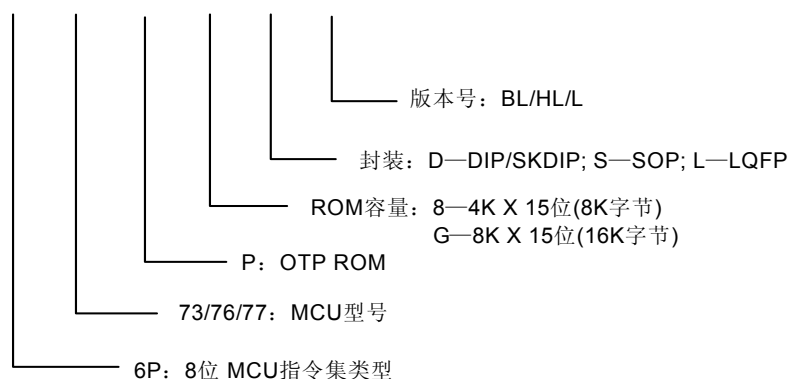 版本号：BL/HL/L
封装：D—DIP/SKDIP; S—SOP; L—LQFP
ROM容量：8—4K X 15位(8K字节)
G—8K X 15位(16K字节)
P：OTP ROM
73/76/77：MCU型号
6P：8位 MCU指令集类型